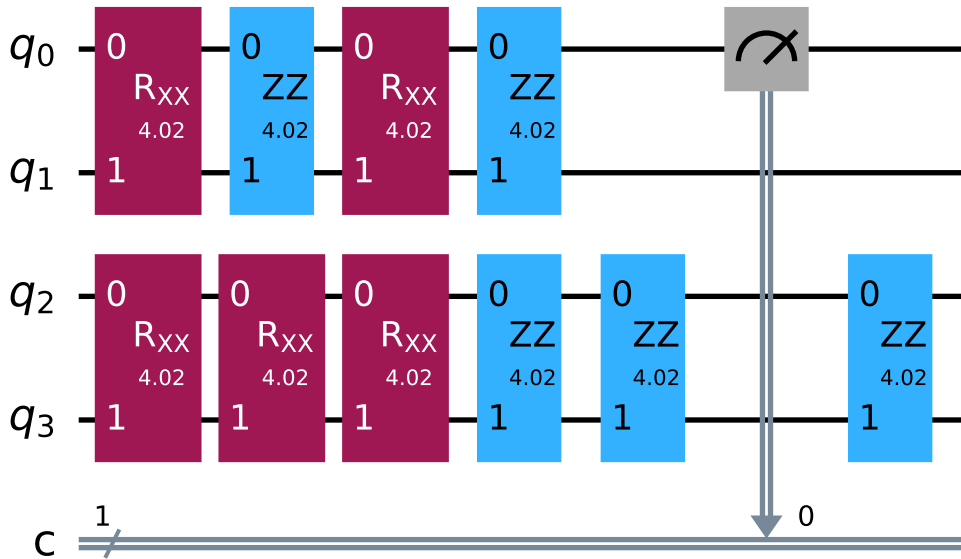 q0 0 0 0 0
RXX ZZ RXX ZZ
4.02 4.02 4.02 4.02
q1 1 1 1 1
q2 0 0 0 0 0 0
RXX RXX RXX ZZ ZZ ZZ
4.02 4.02 4.02 4.02 4.02 4.02
q3 1 1 1 1 1 1
1 0
c